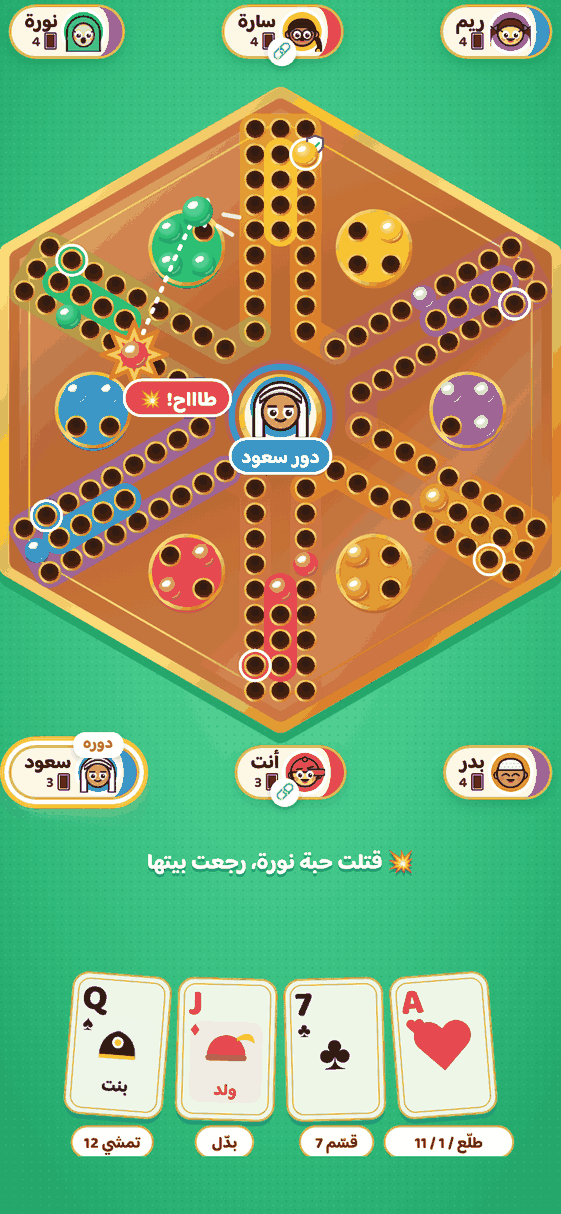 ريم
4
سارة
4
نورة
4
طاااح! 💥
دور سعود
بدر
4
أنت
3
دوره
سعود
3
💥 قتلت حبة نورة، رجعت بيتها
A
7
J
ولد
Q
بنت
طلّع / 1 / 11
قسّم 7
بدّل
تمشي 12